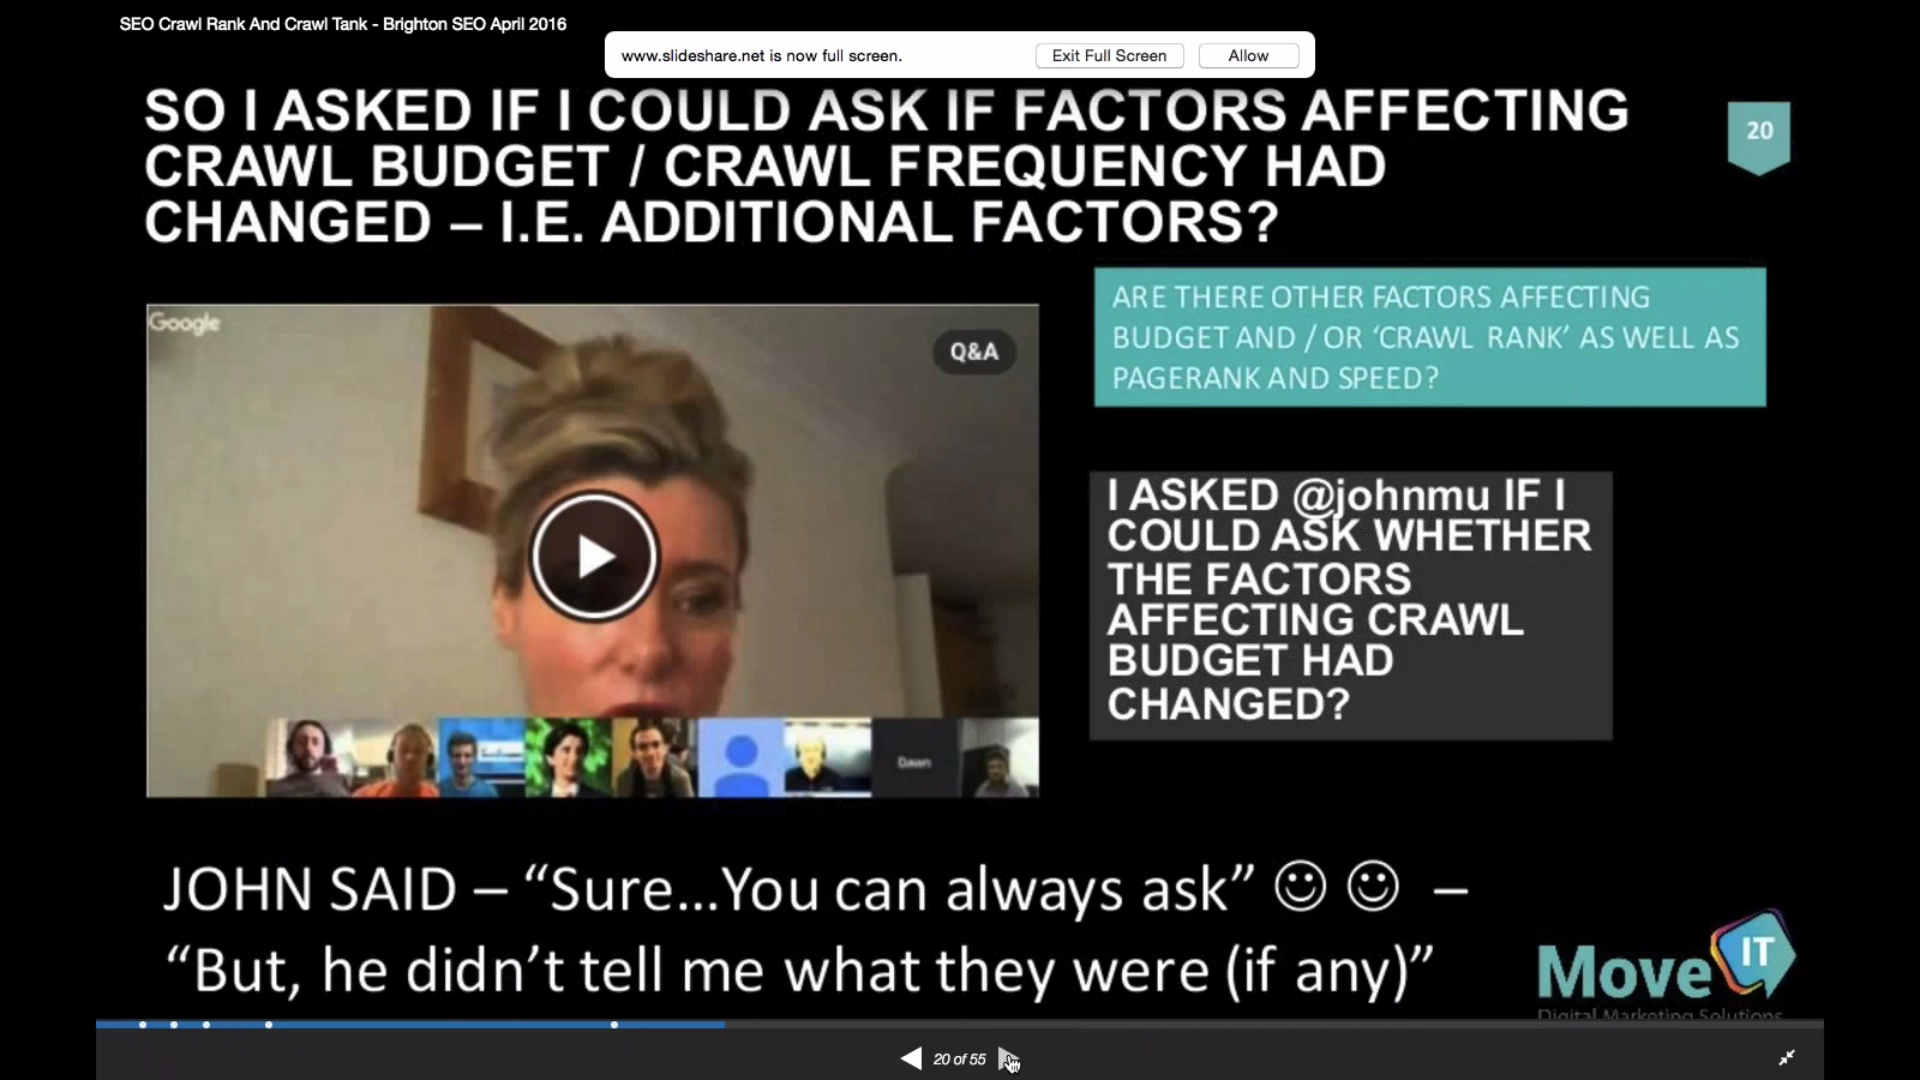 SEO Crawl Rank And Crawl Tank - Brighton SEO April 2016
www.slideshare.net is now full screen.
Exit Full Screen
Allow
SO I ASKED IF I COULD ASK IF FACTORS AFFECTING
CRAWL BUDGET / CRAWL FREQUENCY HAD
CHANGED – I.E. ADDITIONAL FACTORS?
20
Google
Q&A
Dawn
ARE THERE OTHER FACTORS AFFECTING
BUDGET AND / OR ‘CRAWL RANK’ AS WELL AS
PAGERANK AND SPEED?
I ASKED @johnmu IF I
COULD ASK WHETHER
THE FACTORS
AFFECTING CRAWL
BUDGET HAD
CHANGED?
JOHN SAID – “Sure...You can always ask” ☺ ☺ –
“But, he didn’t tell me what they were (if any)”
Move IT
Digital Marketing Solutions
20 of 55